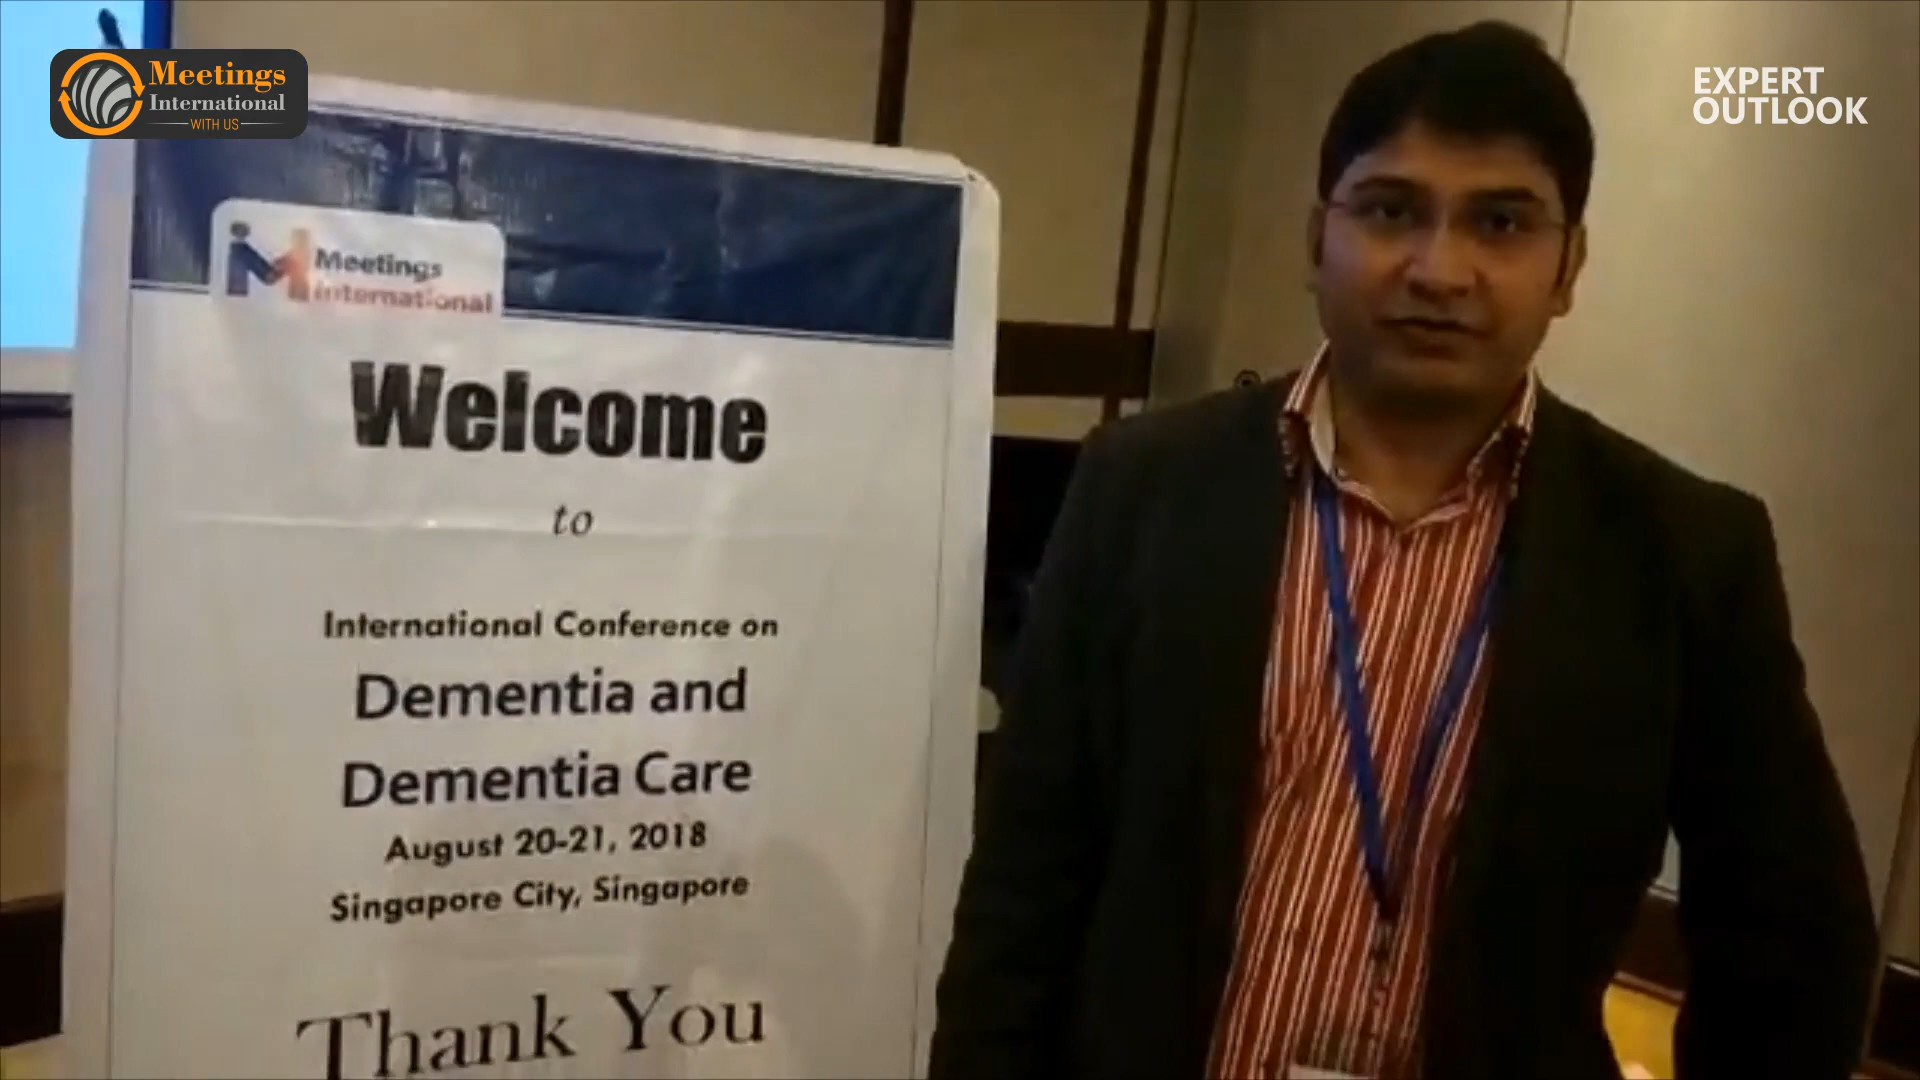 Meetings
International
WITH US
EXPERT
OUTLOOK
Meetings
international
Welcome
to
International Conference on
Dementia and
Dementia Care
August 20-21, 2018
Singapore City, Singapore
Thank You